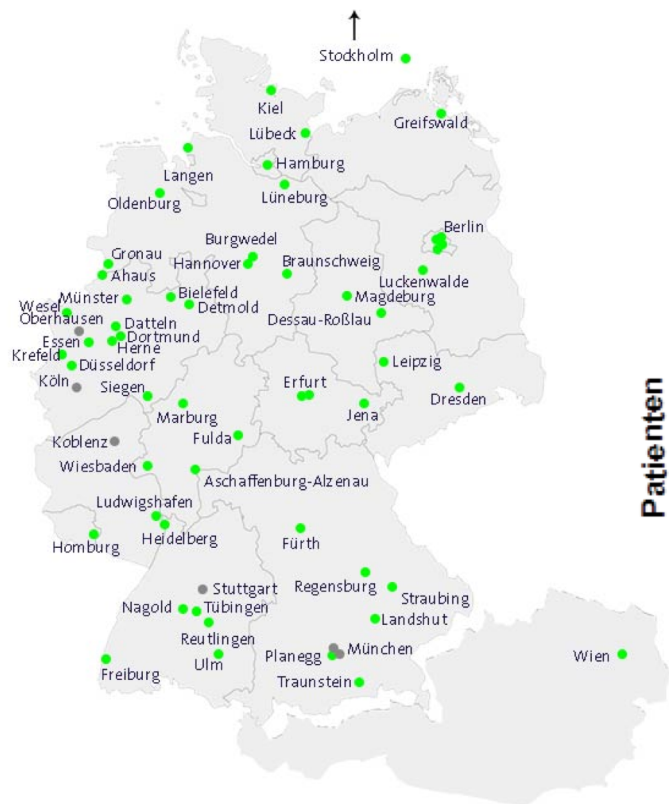 Stockholm
Kiel
Greifswald
Lübeck
Hamburg
Langen
Lüneburg
Oldenburg
Berlin
Burgwedel
Gronau
Hannover
Braunschweig
Ahaus
Luckenwalde
Bielefeld
Münster
Magdeburg
Wesel
Detmold
Oberhausen
Dessau-Roßlau
Datteln
Dortmund
Essen
Herne
Krefeld
Düsseldorf
Leipzig
Köln
Siegen
Erfurt
Dresden
Marburg
Jena
Patienten
Fulda
Koblenz
Wiesbaden
Aschaffenburg-Alzenau
Ludwigshafen
Heidelberg
Fürth
Homburg
Regensburg
Stuttgart
Straubing
Nagold
Tübingen
Landshut
Reutlingen
München
Planegg
Wien
Ulm
Freiburg
Traunstein